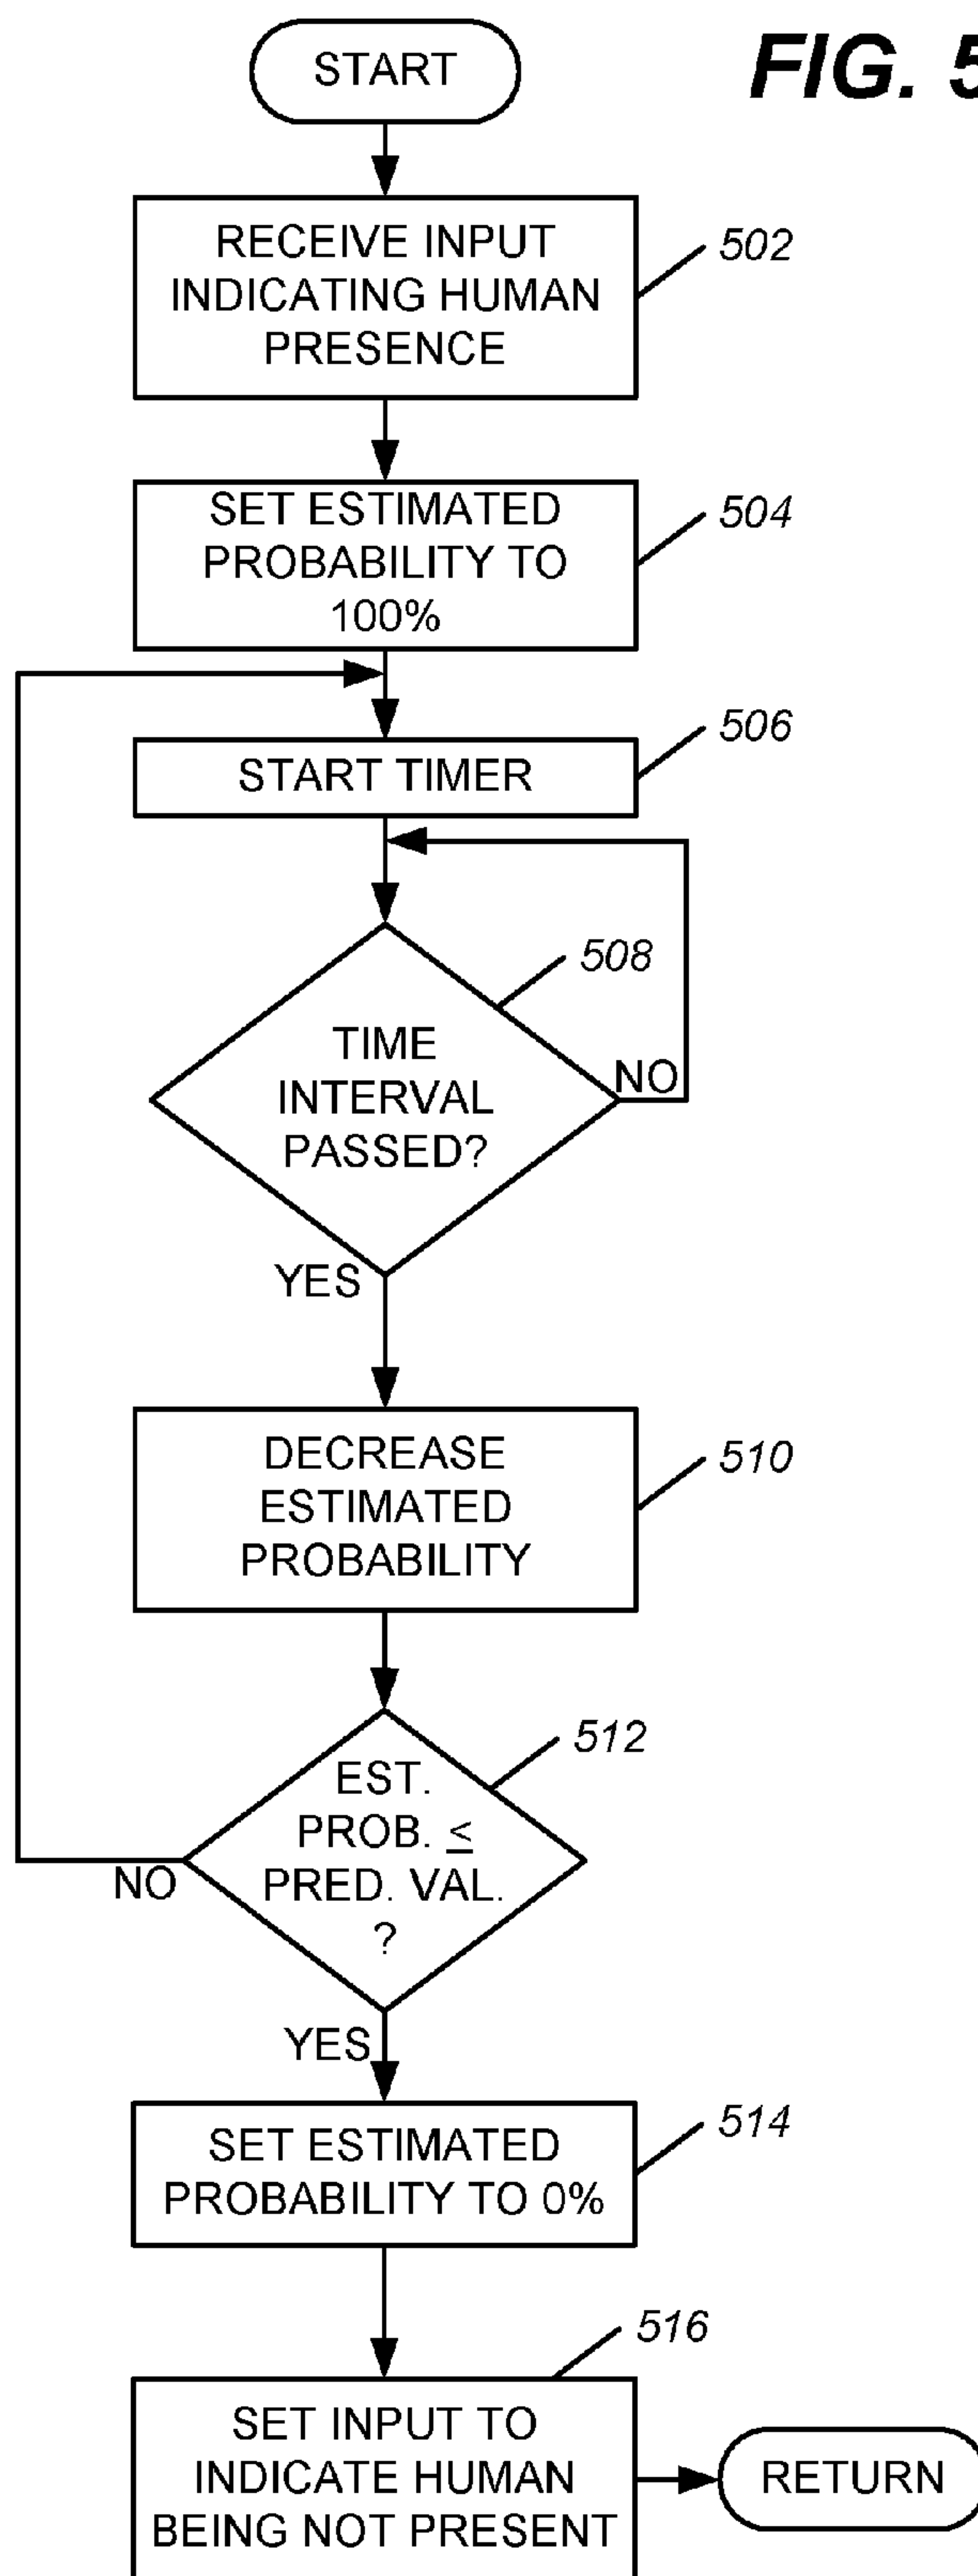 START
FIG. 5
RECEIVE INPUT
INDICATING HUMAN
PRESENCE
502
SET ESTIMATED
PROBABILITY TO
100%
504
START TIMER
506
508
TIME
INTERVAL
PASSED?
NO
YES
DECREASE
ESTIMATED
PROBABILITY
510
512
EST.
PROB. ≤
PRED. VAL.
?
NO
YES
SET ESTIMATED
PROBABILITY TO 0%
514
516
SET INPUT TO
INDICATE HUMAN
BEING NOT PRESENT
RETURN